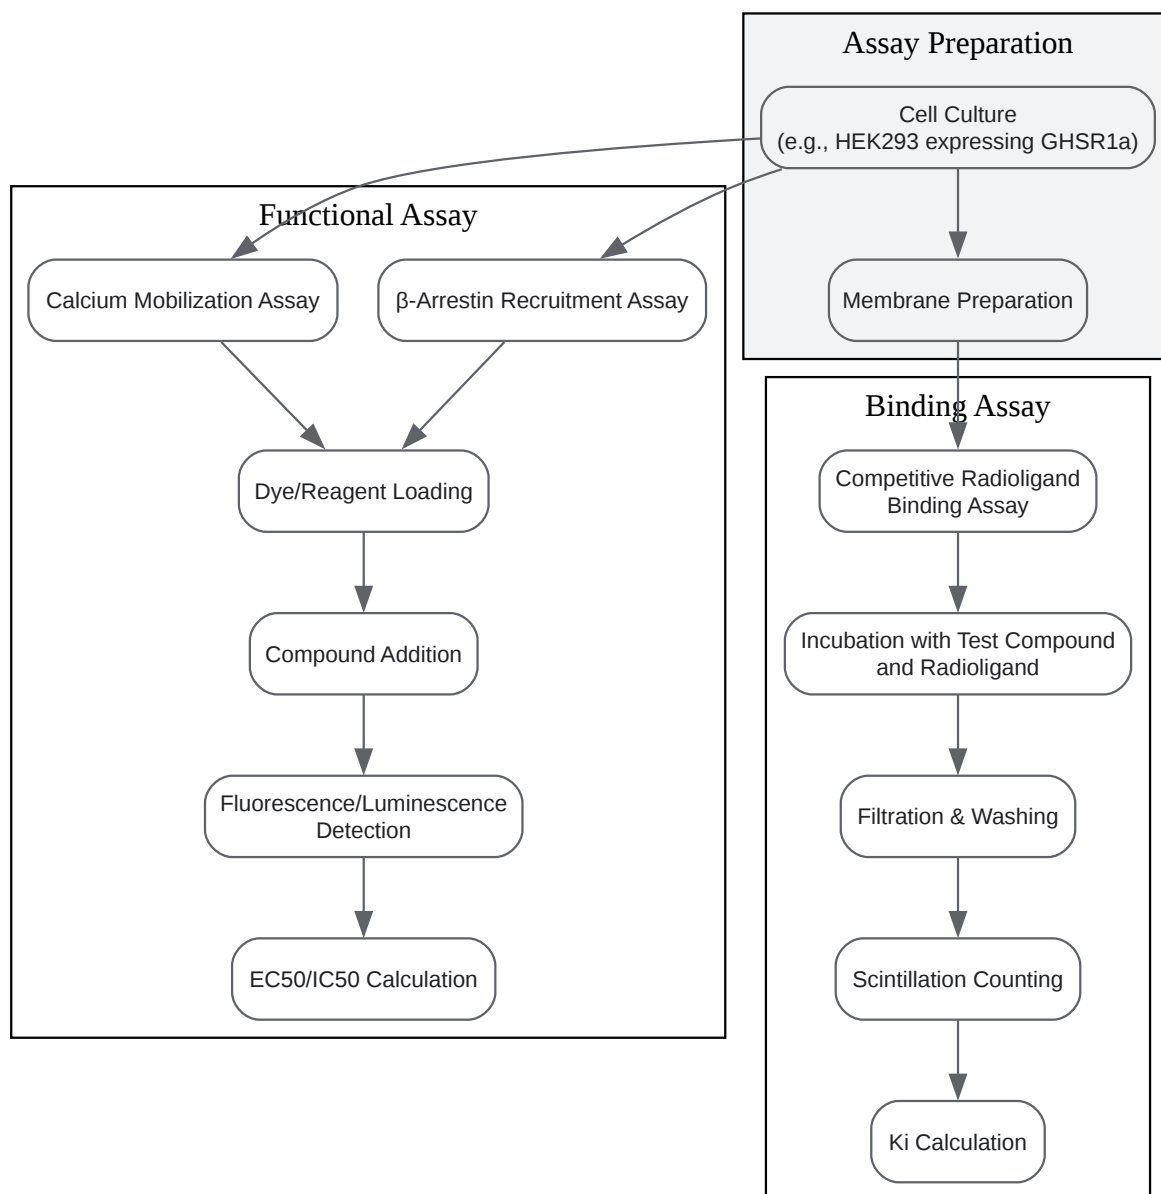 Assay Preparation
Cell Culture
(e.g., HEK293 expressing GHSR1a)
Membrane Preparation
Functional Assay
Calcium Mobilization Assay
β-Arrestin Recruitment Assay
Dye/Reagent Loading
Compound Addition
Fluorescence/Luminescence
Detection
EC50/IC50 Calculation
Binding Assay
Competitive Radioligand
Binding Assay
Incubation with Test Compound
and Radioligand
Filtration & Washing
Scintillation Counting
Ki Calculation